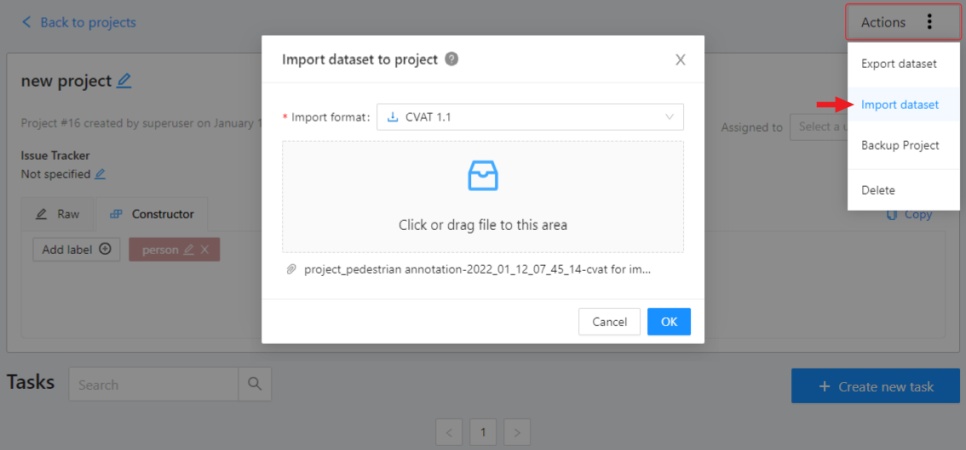 Back to projects
Actions
Export dataset
Import dataset
Backup Project
Delete
Import dataset to project
* Import format: CVAT 1.1
Click or drag file to this area
project_pedestrian annotation-2022_01_12_07_45_14-cvat for im...
Cancel OK
new project
Project #16 created by superuser on January 1
Assigned to Select a u
Issue Tracker
Not specified
Raw Constructor
Copy
Add label person
Tasks Search
+ Create new task
< 1 >